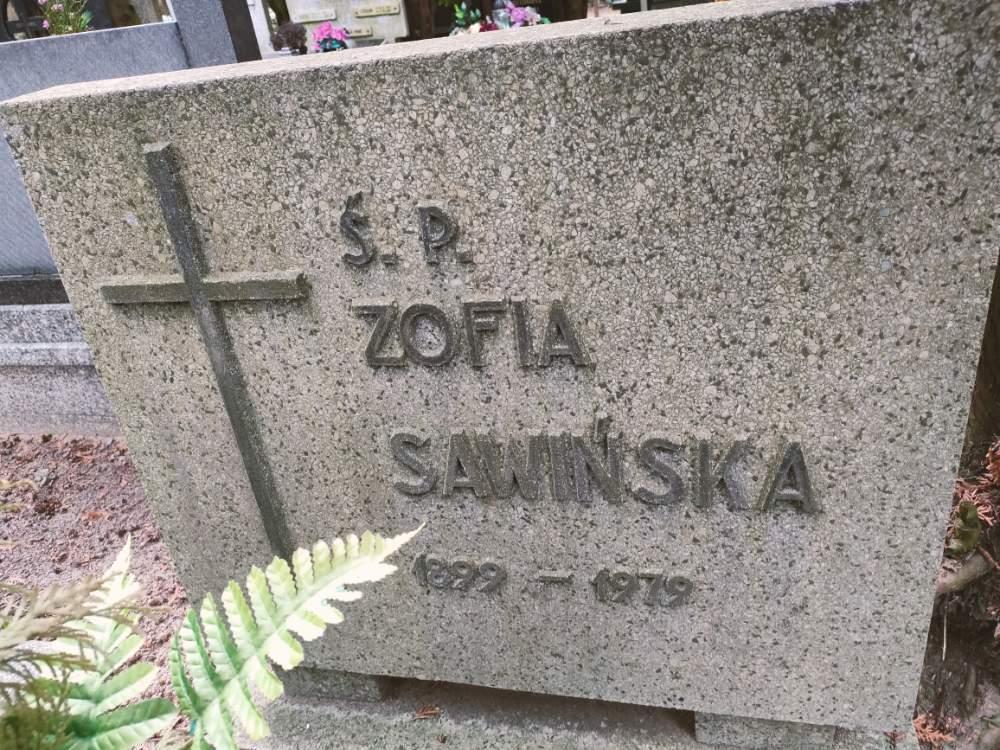 Ś. P.
ZOFIA
SAWIŃSKA
1899 – 1979